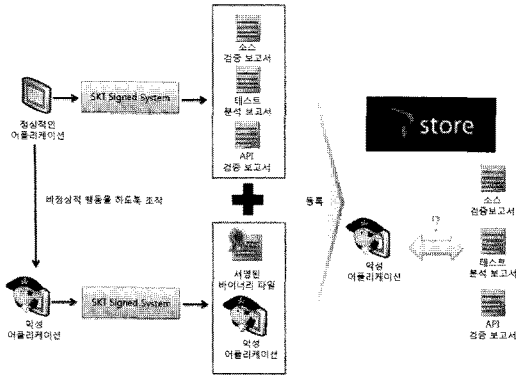 소스
검증 보고서
테스트
분석 보고서
API
검증 보고서
SKT Signed System
정상적인
어플리케이션
비정상적 행동을 하도록 조작
서명된
바이너리 파일
악성
어플리케이션
SKT Signed System
악성
어플리케이션
등록
store
악성
어플리케이션
?
소스
검증보고서
테스트
분석 보고서
API
검증 보고서